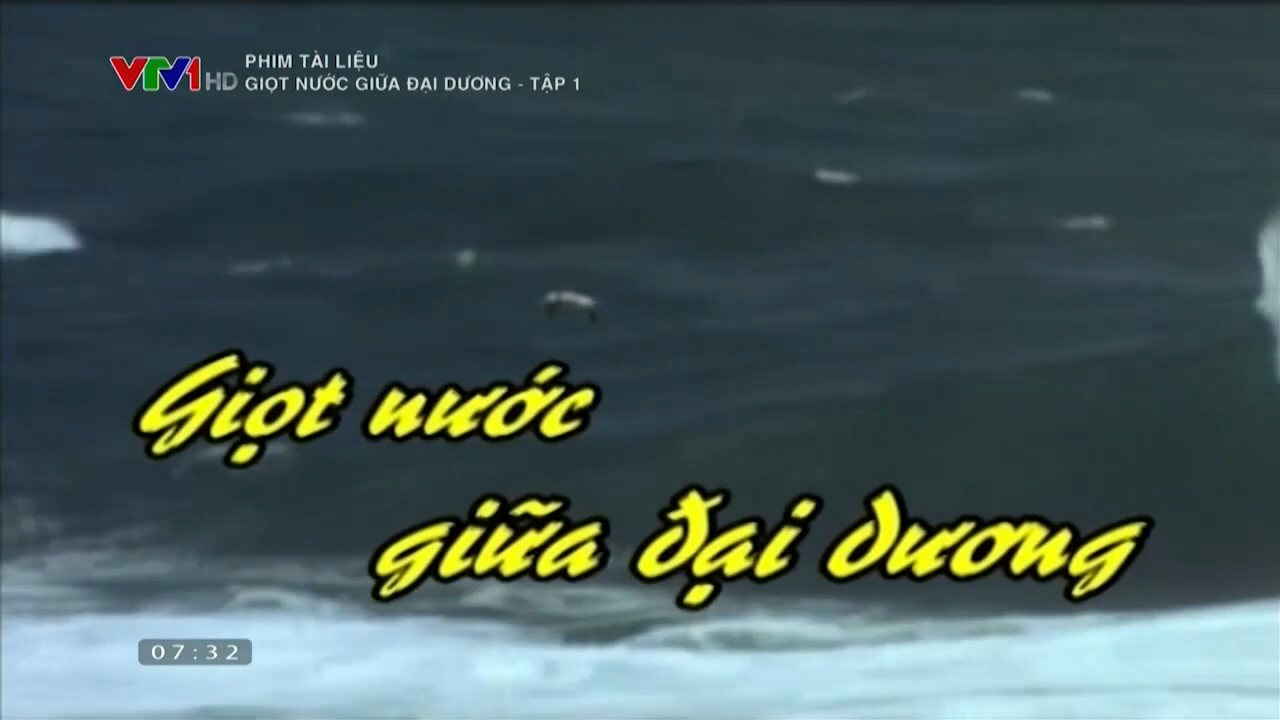 VTV1 HD
PHIM TÀI LIỆU
GIỌT NƯỚC GIỮA ĐẠI DƯƠNG - TẬP 1
Giọt nước
giữa đại dương
07:32